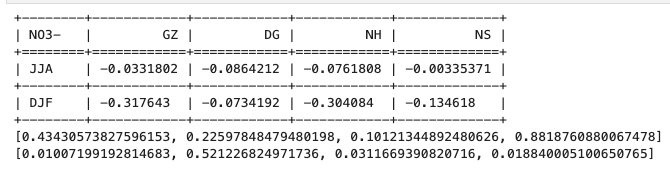 +--------+------------+------------+------------+-------------+
| NO3- | GZ | DG | NH | NS |
+========+============+============+============+=============+
| JJA | -0.0331802 | -0.0864212 | -0.0761808 | -0.00335371 |
+--------+------------+------------+------------+-------------+
| DJF | -0.317643 | -0.0734192 | -0.304084 | -0.134618 |
+--------+------------+------------+------------+-------------+
[0.43430573827596153, 0.22597848479480198, 0.10121344892480626, 0.8818760880067478]
[0.01007199192814683, 0.521226824971736, 0.0311669390820716, 0.018840005100650765]